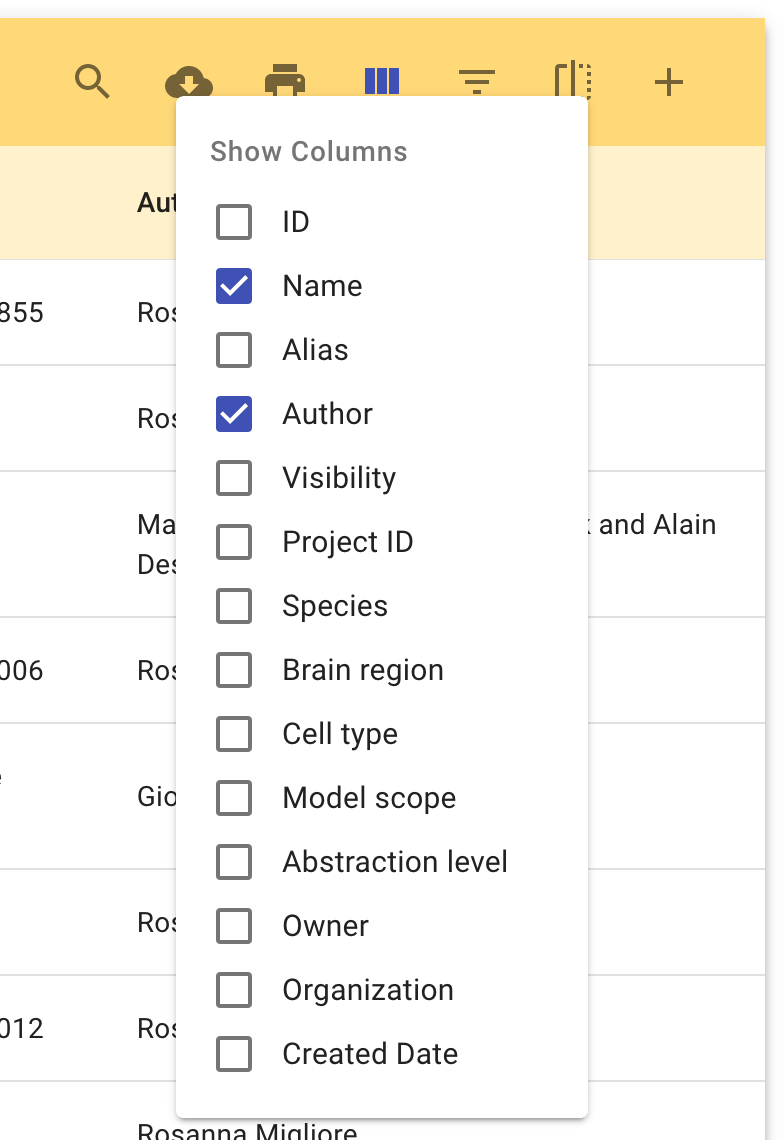 Show Columns
ID
Name
Alias
Author
Visibility
Project ID
Species
Brain region
Cell type
Model scope
Abstraction level
Owner
Organization
Created Date
Aut
855
Ros
Ros
Ma
and Alain
Des
006
Ros
Gio
Ros
012
Ros
Rosanna Migliore